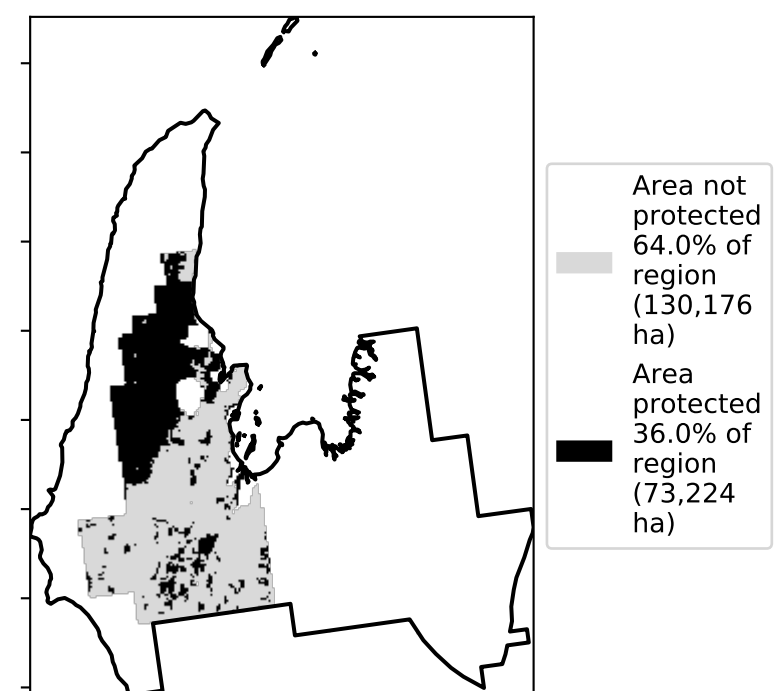 Area not
protected
64.0% of
region
(130,176
ha)
Area
protected
36.0% of
region
(73,224
ha)